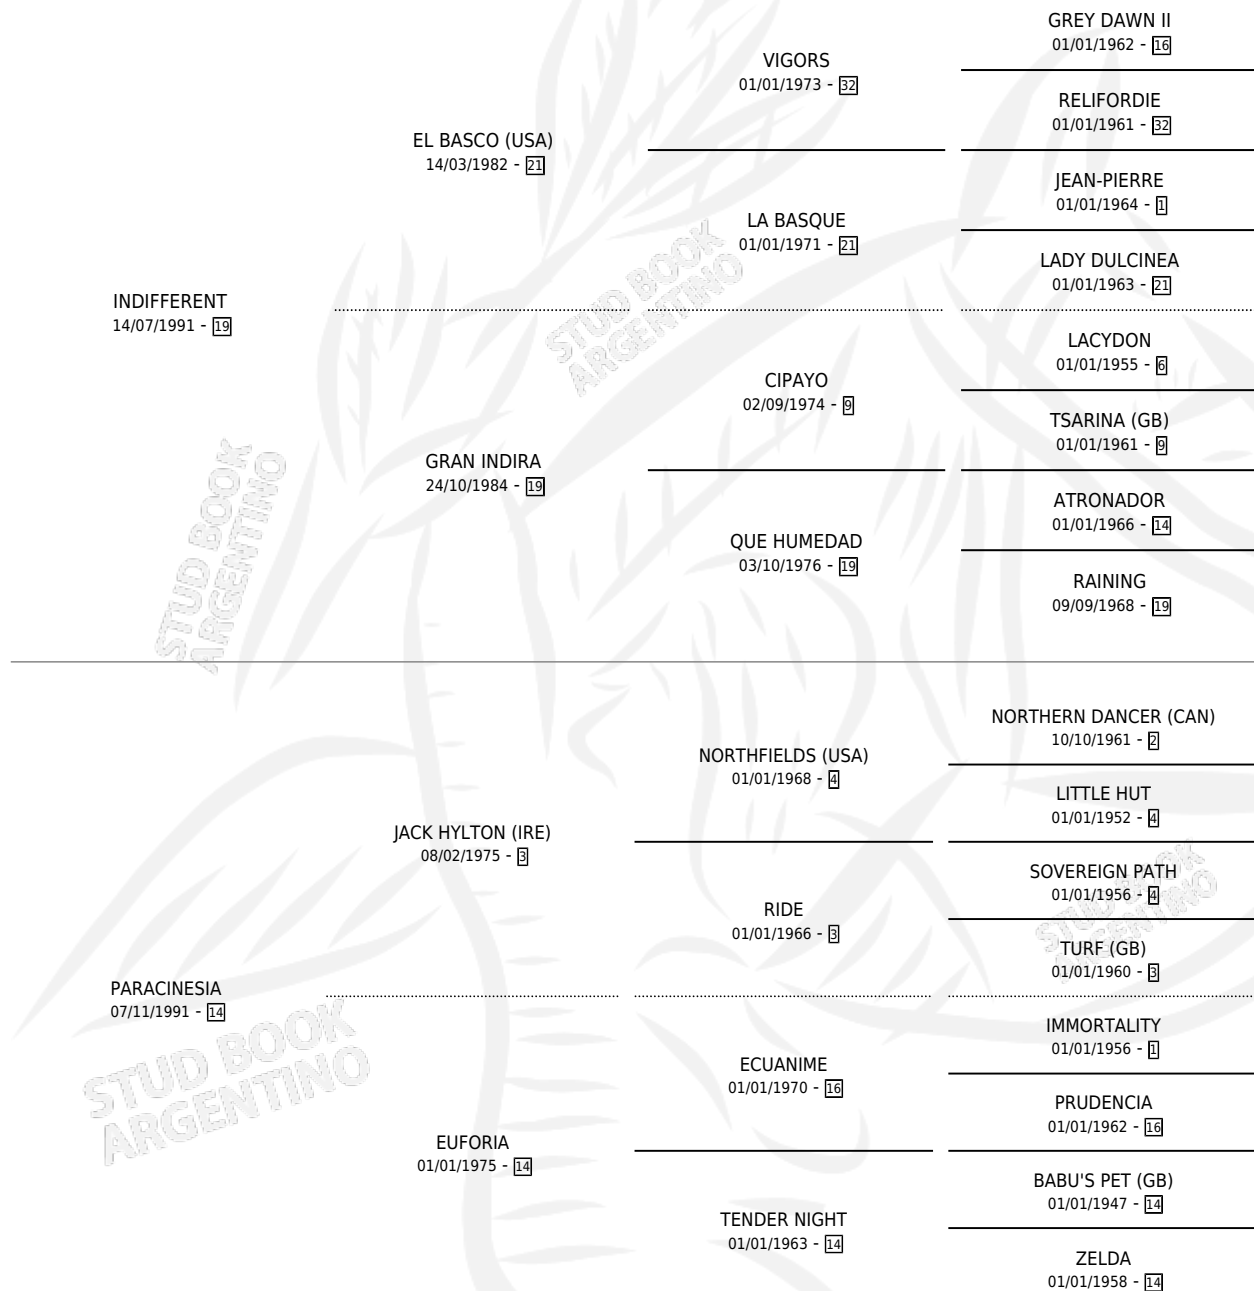 GREY DAWN II
01/01/1962 - 16
VIGORS
01/01/1973 - 32
RELIFORDIE
01/01/1961 - 32
EL BASCO (USA)
14/03/1982 - 21
JEAN-PIERRE
01/01/1964 - 1
LA BASQUE
01/01/1971 - 21
LADY DULCINEA
01/01/1963 - 21
INDIFFERENT
14/07/1991 - 19
LACYDON
01/01/1955 - 6
CIPAYO
02/09/1974 - 9
TSARINA (GB)
01/01/1961 - 9
GRAN INDIRA
24/10/1984 - 19
ATRONADOR
01/01/1966 - 14
QUE HUMEDAD
03/10/1976 - 19
RAINING
09/09/1968 - 19
NORTHERN DANCER (CAN)
10/10/1961 - 2
NORTHFIELDS (USA)
01/01/1968 - 4
LITTLE HUT
01/01/1952 - 4
JACK HYLTON (IRE)
08/02/1975 - 3
SOVEREIGN PATH
01/01/1956 - 4
RIDE
01/01/1966 - 3
TURF (GB)
01/01/1960 - 3
PARACINESIA
07/11/1991 - 14
IMMORTALITY
01/01/1956 - 1
ECUANIME
01/01/1970 - 16
PRUDENCIA
01/01/1962 - 16
EUFORIA
01/01/1975 - 14
BABU'S PET (GB)
01/01/1947 - 14
TENDER NIGHT
01/01/1963 - 14
ZELDA
01/01/1958 - 14
STUD BOOK
ARGENTINO
STUD BOOK
ARGENTINO
STUD BOOK
ARGENTINO
STUD BOOK
ARGENTINO